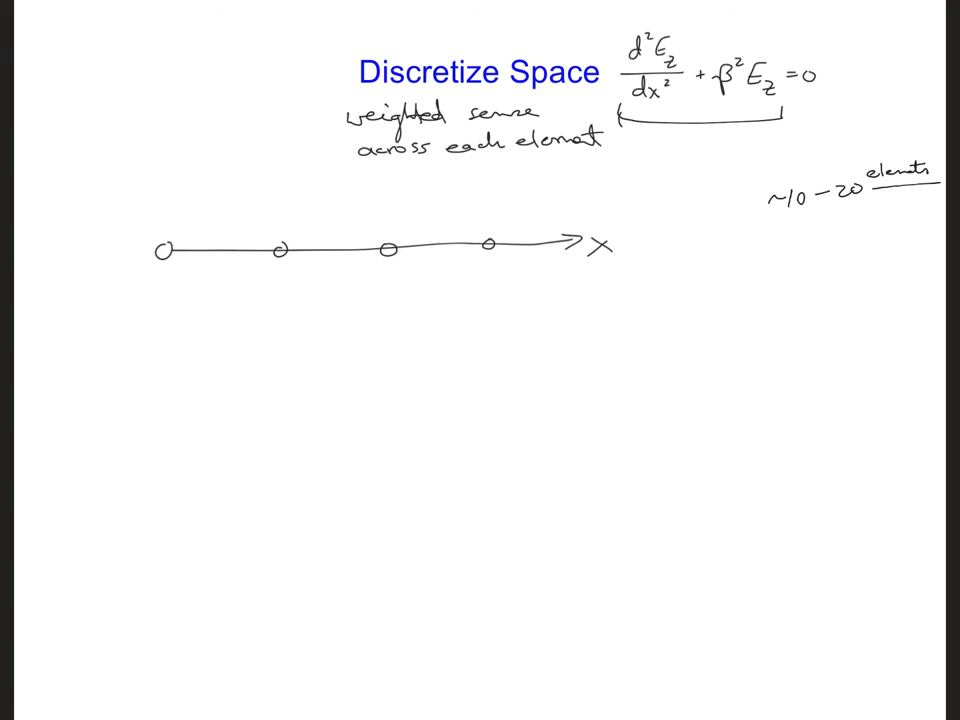 Discretize Space d²E_z/dx² + β²E_z = 0
weighted sense
across each element
~10 – 20 elements
x